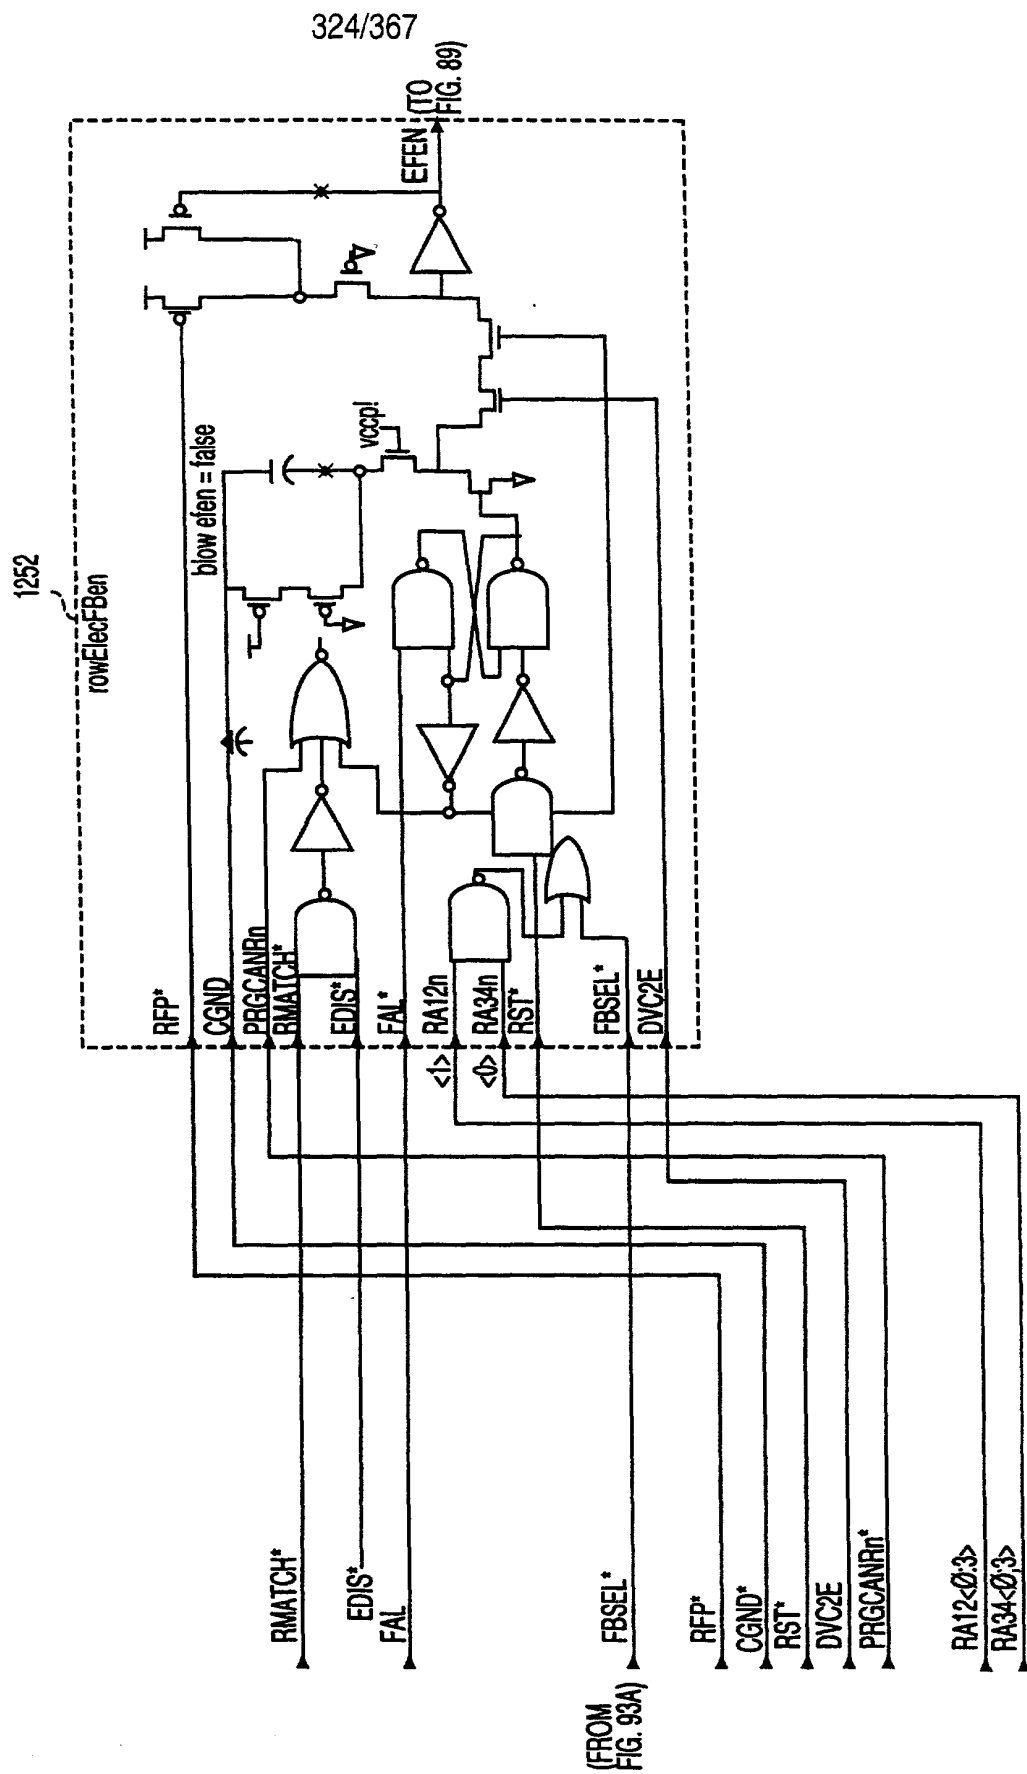 324/367
1252
rowElecFBen
blow efen = false
vccp!
EFEN
(TO
FIG. 89)
RFP*
CGND
PRGCANRn
RMATCH*
EDIS*
FAL*
RA12n
<1>
RA34n
<0>
RST*
FBSEL*
DVC2E
RMATCH*
EDIS*
FAL
FBSEL*
(FROM
FIG. 93A)
RFP*
CGND*
RST*
DVC2E
PRGCANRn*
RA12<Ø:3>
RA34<Ø:3>